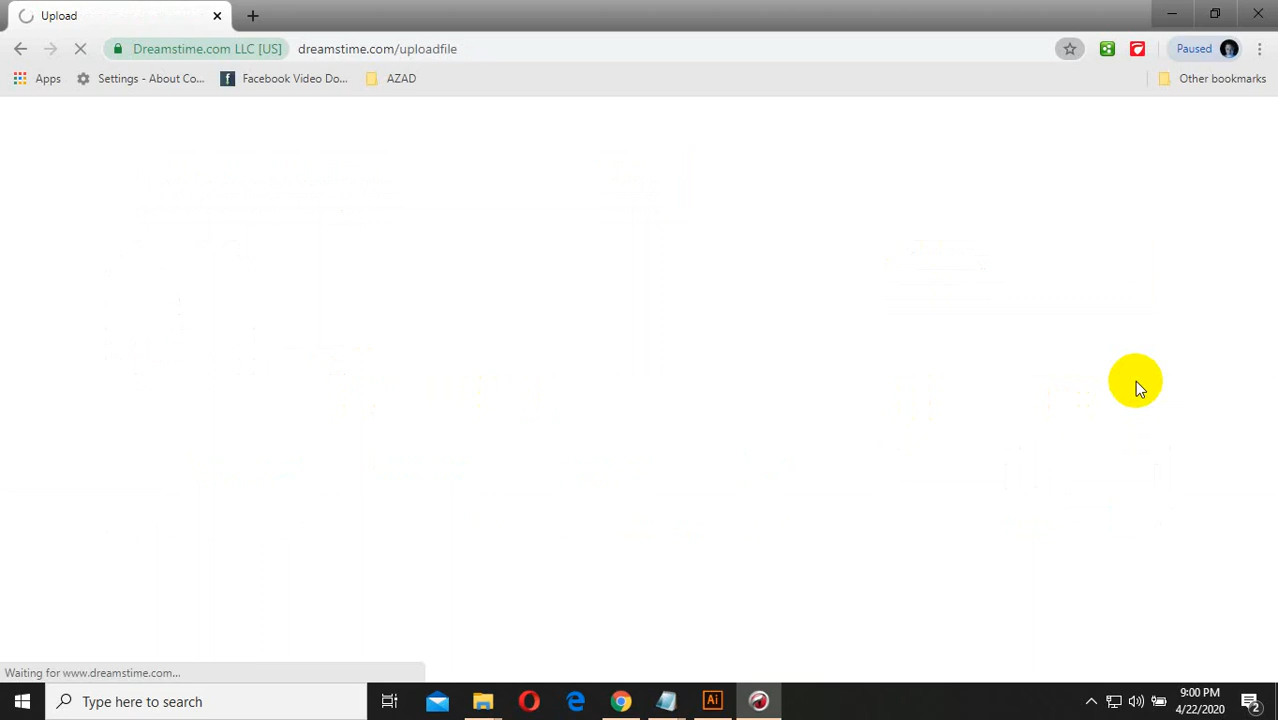 Upload
Dreamstime.com LLC [US] dreamstime.com/uploadfile Paused
Apps Settings - About Co... Facebook Video Do... AZAD Other bookmarks
Waiting for www.dreamstime.com...
Type here to search
Ai
9:00 PM
4/22/2020
2